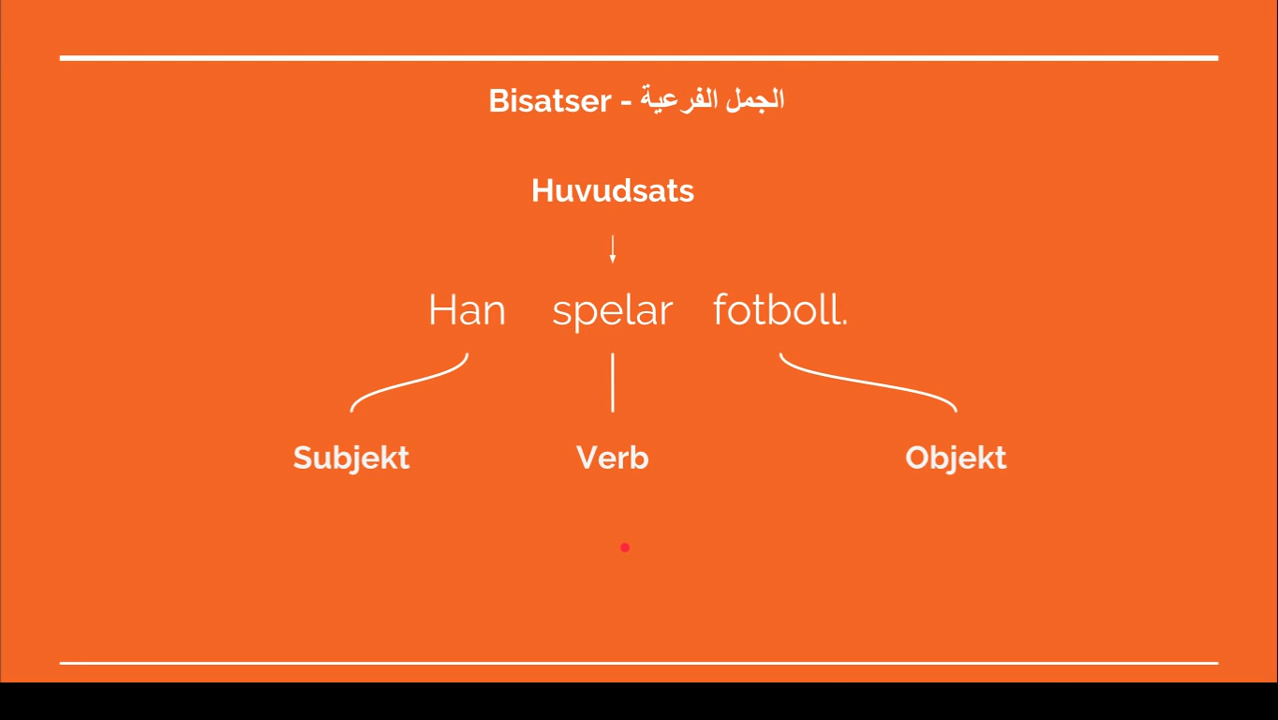 Bisatser - الجمل الفرعية
Huvudsats
Han spelar fotboll.
Subjekt Verb Objekt